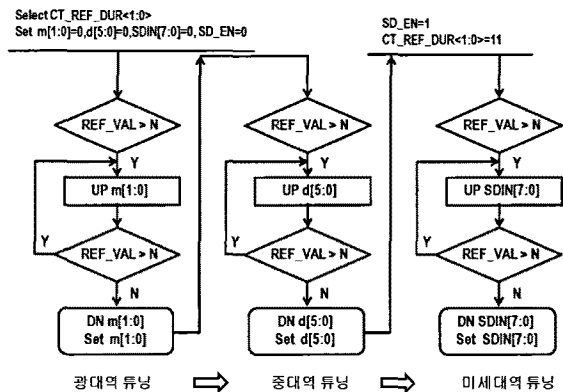 Select CT_REF_DUR<1:0>
Set m[1:0]=0,d[5:0]=0,SDIN[7:0]=0, SD_EN=0
SD_EN=1
CT_REF_DUR<1:0>=11
REF_VAL > N
Y
UP m[1:0]
REF_VAL > N
Y
N
DN m[1:0]
Set m[1:0]
REF_VAL > N
Y
UP d[5:0]
REF_VAL > N
Y
N
DN d[5:0]
Set d[5:0]
REF_VAL > N
Y
UP SDIN[7:0]
REF_VAL > N
Y
N
DN SDIN[7:0]
Set SDIN[7:0]
광대역 튜닝 ⇨ 중대역 튜닝 ⇨ 미세대역 튜닝